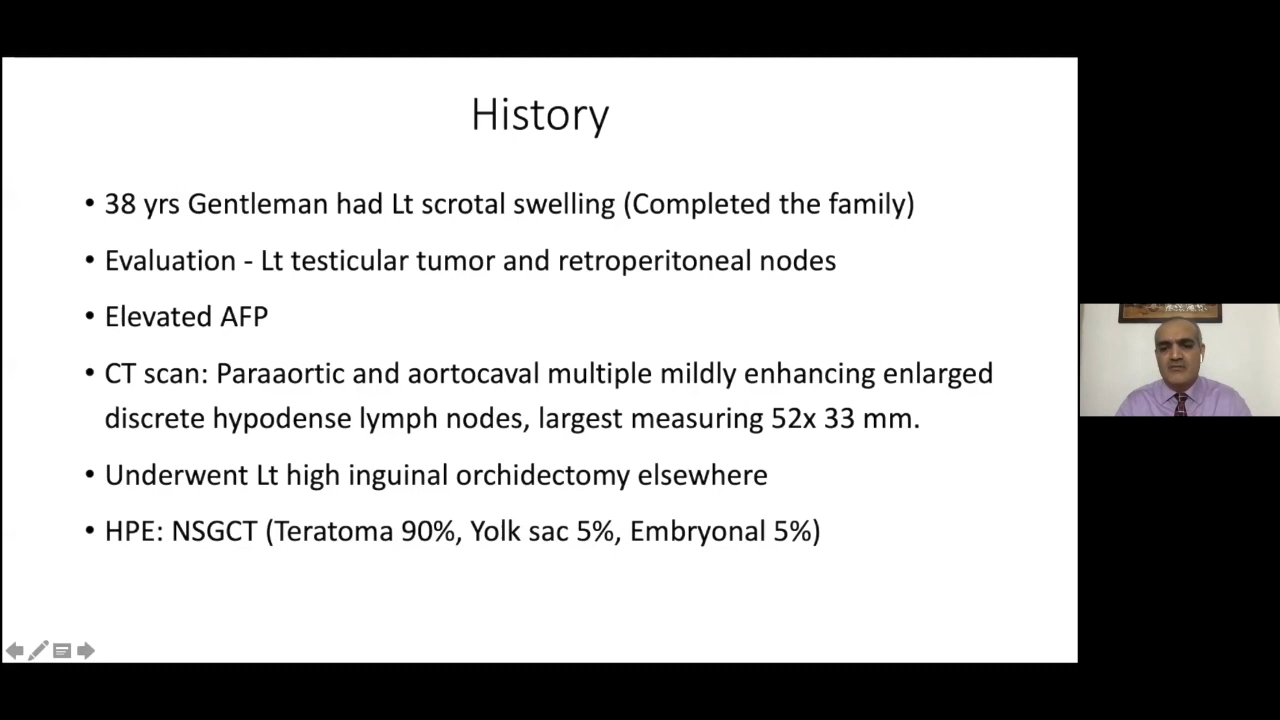 History
• 38 yrs Gentleman had Lt scrotal swelling (Completed the family)
• Evaluation - Lt testicular tumor and retroperitoneal nodes
• Elevated AFP
• CT scan: Paraaortic and aortocaval multiple mildly enhancing enlarged
discrete hypodense lymph nodes, largest measuring 52x 33 mm.
• Underwent Lt high inguinal orchidectomy elsewhere
• HPE: NSGCT (Teratoma 90%, Yolk sac 5%, Embryonal 5%)